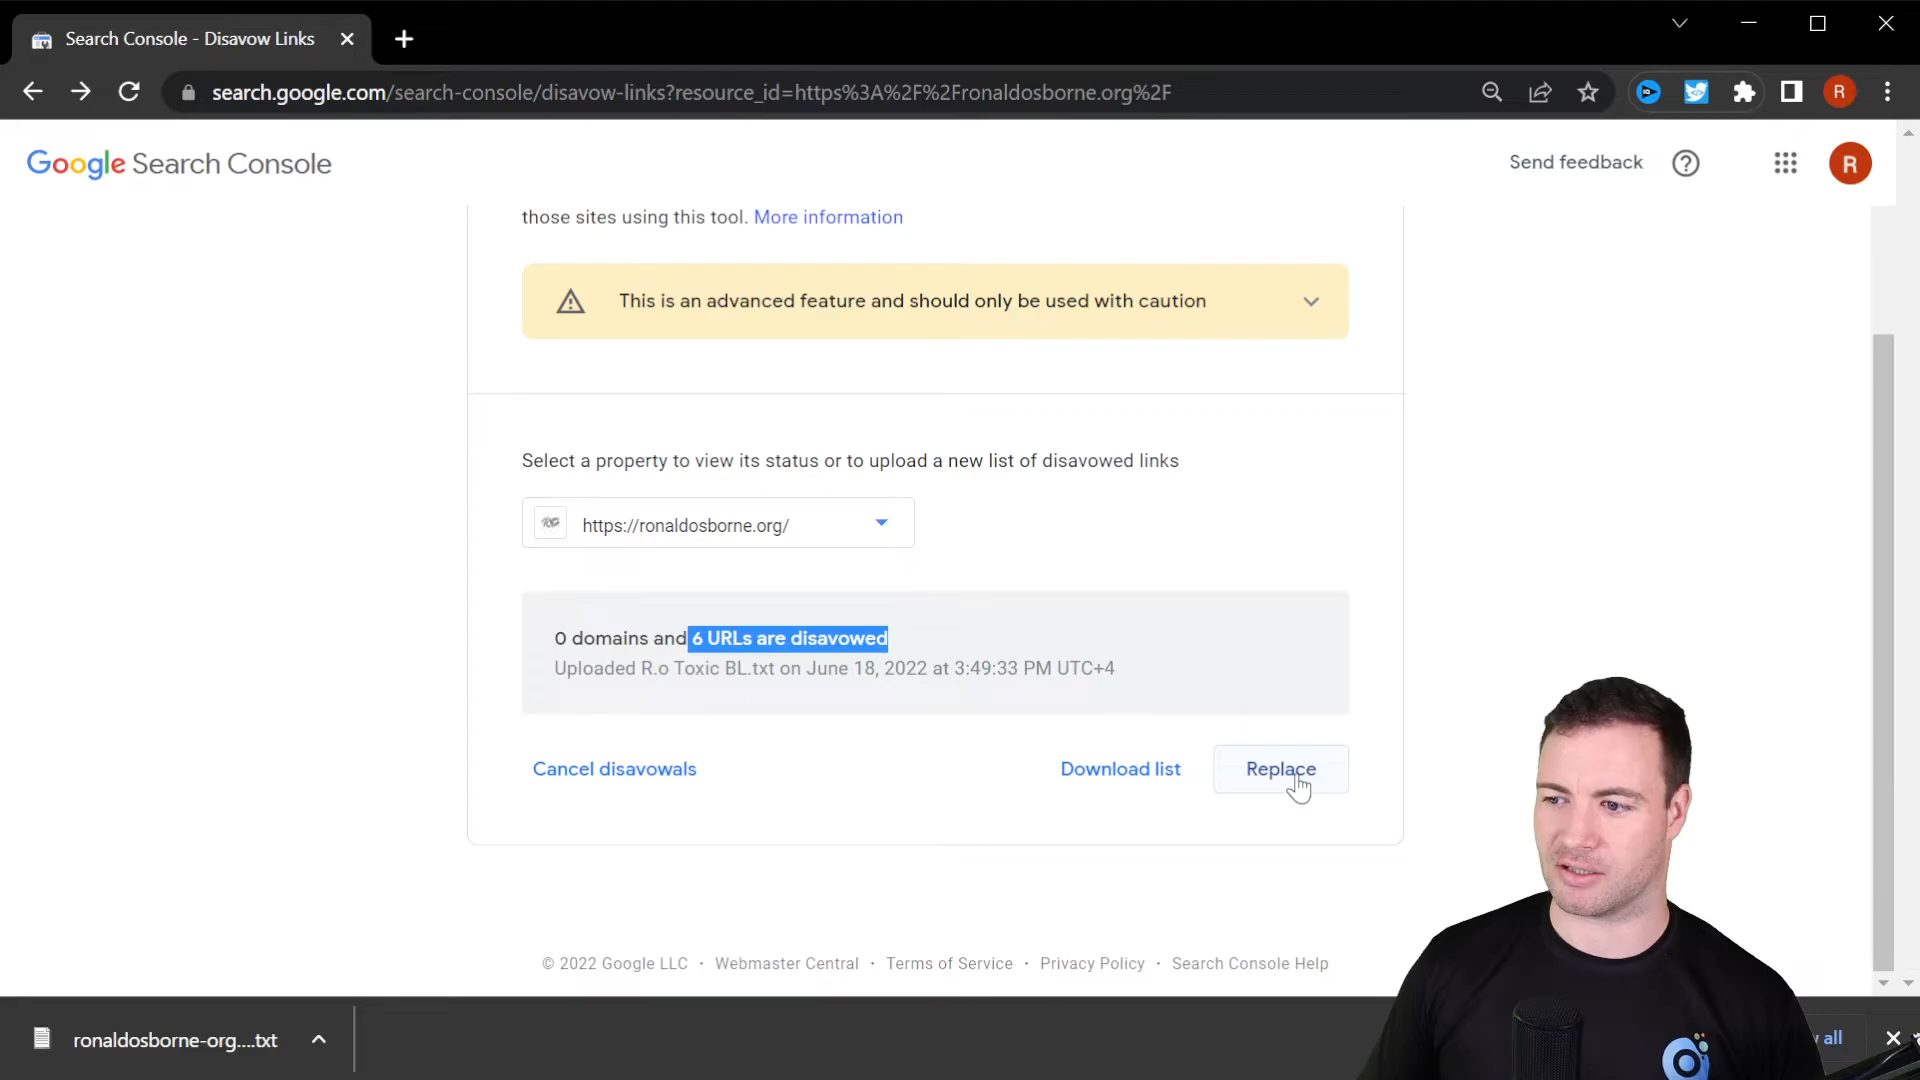 Search Console - Disavow Links
search.google.com/search-console/disavow-links?resource_id=https%3A%2F%2Fronaldosborne.org%2F
R
Google Search Console
Send feedback
R
those sites using this tool. More information
This is an advanced feature and should only be used with caution
Select a property to view its status or to upload a new list of disavowed links
https://ronaldosborne.org/
0 domains and 6 URLs are disavowed
Uploaded R.o Toxic BL.txt on June 18, 2022 at 3:49:33 PM UTC+4
Cancel disavowals
Download list
Replace
© 2022 Google LLC · Webmaster Central · Terms of Service · Privacy Policy · Search Console Help
ronaldosborne-org....txt
all